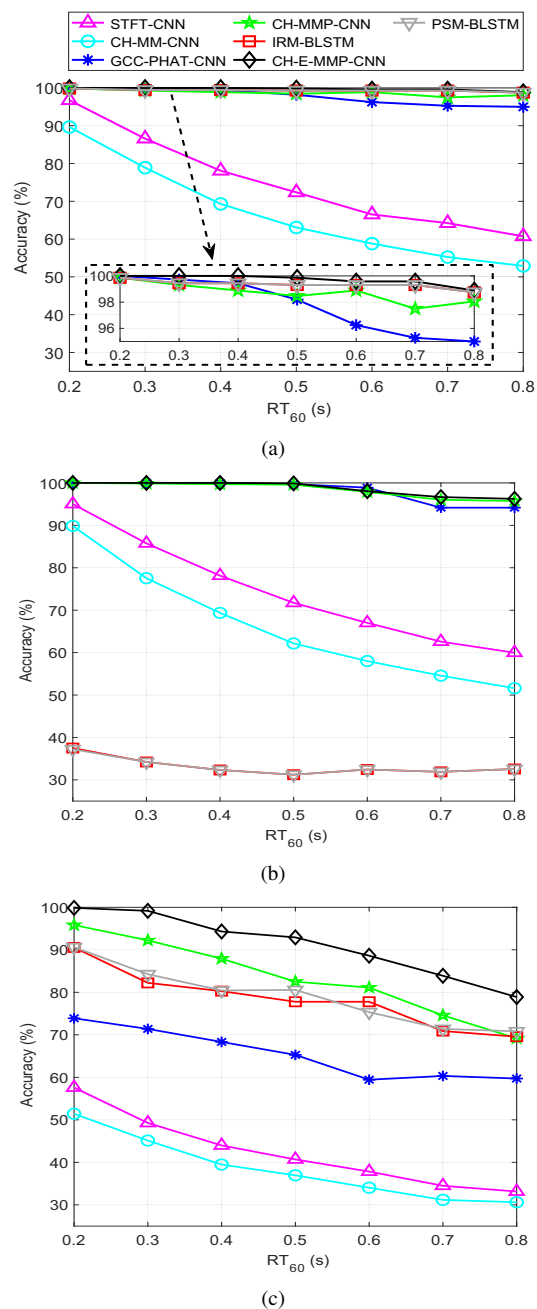 STFT-CNN CH-MMP-CNN PSM-BLSTM
CH-MM-CNN IRM-BLSTM
GCC-PHAT-CNN CH-E-MMP-CNN
100
90
80
70
60
50
40
30
Accuracy (%)
100
98
96
0.2 0.3 0.4 0.5 0.6 0.7 0.8
0.2 0.3 0.4 0.5 0.6 0.7 0.8
RT60 (s)
(a)
100
90
80
70
60
50
40
30
Accuracy (%)
0.2 0.3 0.4 0.5 0.6 0.7 0.8
RT60 (s)
(b)
100
90
80
70
60
50
40
30
Accuracy (%)
0.2 0.3 0.4 0.5 0.6 0.7 0.8
RT60 (s)
(c)